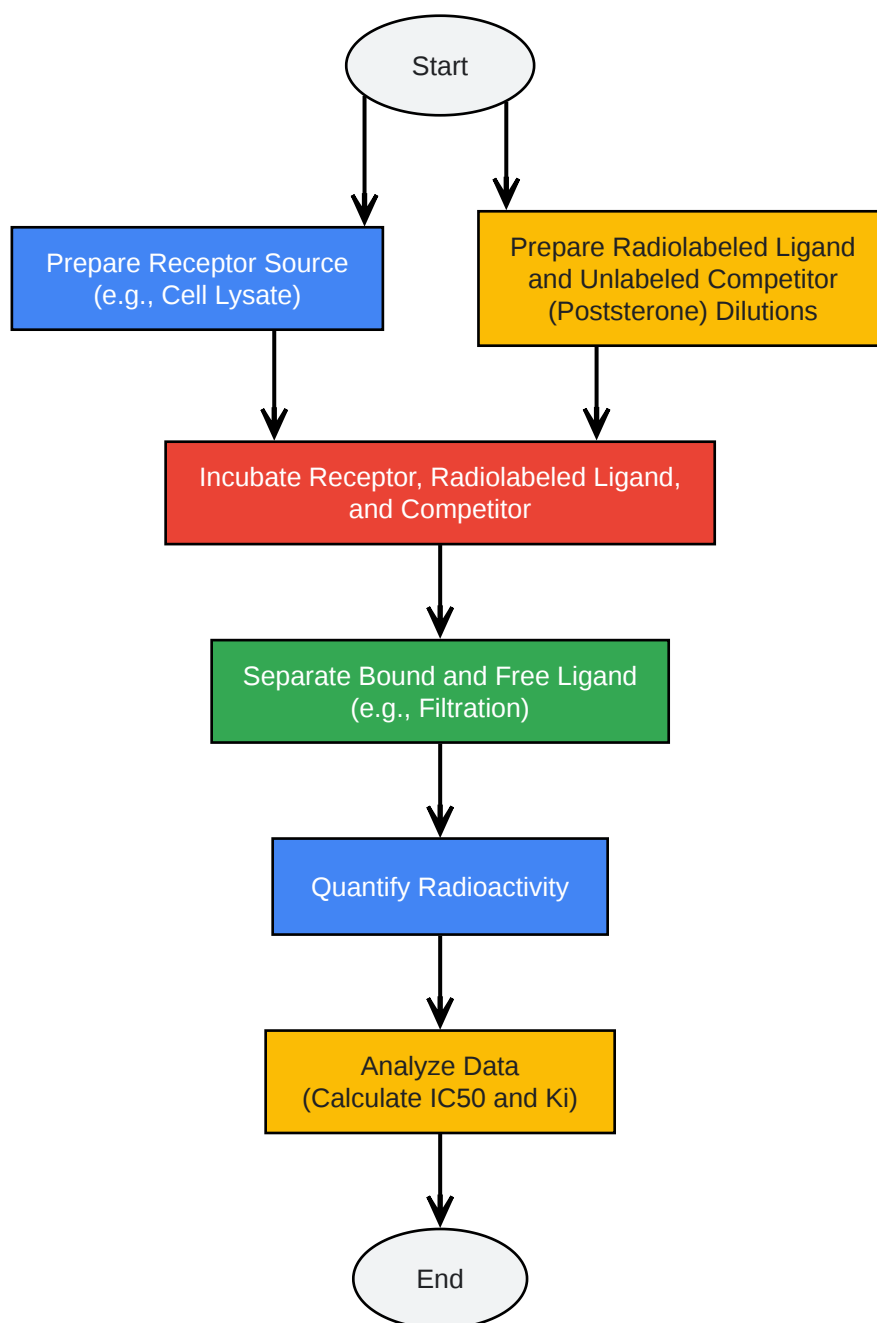 Start
Prepare Receptor Source
(e.g., Cell Lysate)
Prepare Radiolabeled Ligand
and Unlabeled Competitor
(Poststerone) Dilutions
Incubate Receptor, Radiolabeled Ligand,
and Competitor
Separate Bound and Free Ligand
(e.g., Filtration)
Quantify Radioactivity
Analyze Data
(Calculate IC50 and Ki)
End